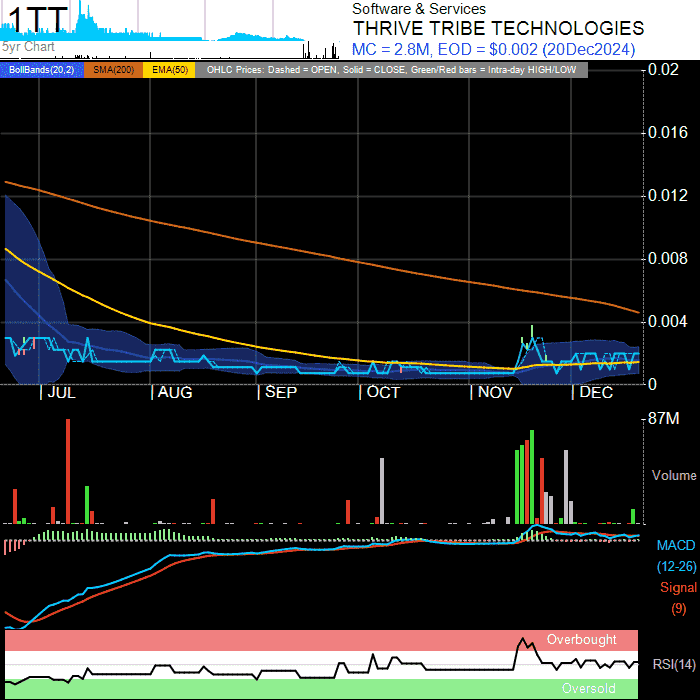 1TT
5yr Chart
Software & Services
THRIVE TRIBE TECHNOLOGIES
MC = 2.8M, EOD = $0.002 (20Dec2024)
BollBands(20,2) SMA(200) EMA(50) OHLC Prices: Dashed = OPEN, Solid = CLOSE, Green/Red bars = Intra-day HIGH/LOW
0.02
0.016
0.012
0.008
0.004
0
JUL AUG SEP OCT NOV DEC
87M
Volume
MACD
(12-26)
Signal
(9)
Overbought
RSI(14)
Oversold